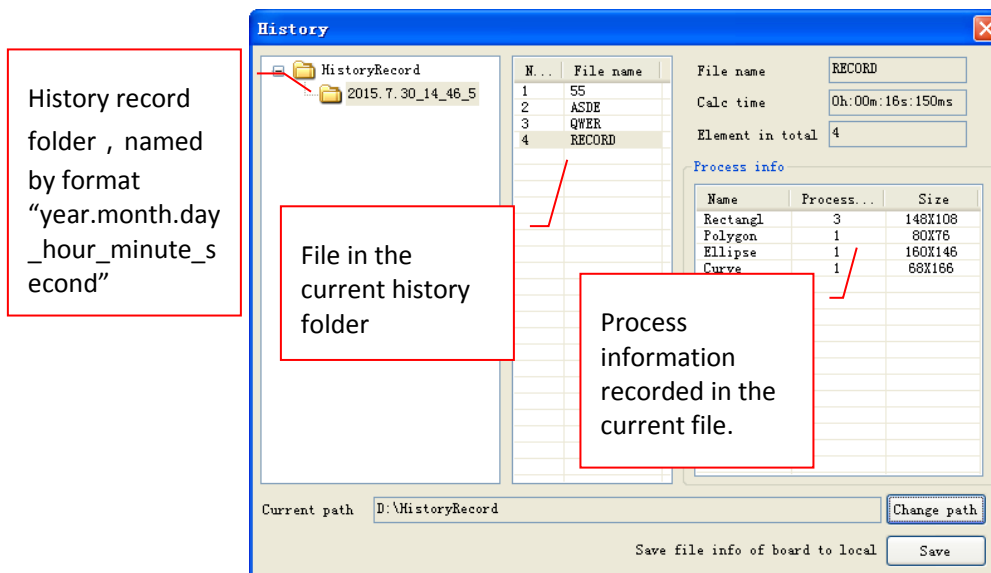 History
HistoryRecord
2015.7.30_14_46_5
N... File name
1 55
2 ASDE
3 QWER
4 RECORD
File name RECORD
Calc time 0h:00m:16s:150ms
Element in total 4
Process info
Name Process... Size
Rectangl 3 148X108
Polygon 1 80X76
Ellipse 1 160X146
Curve 1 68X166
History record
folder , named
by format
“year.month.day
_hour_minute_s
econd”
File in the
current history
folder
Process
information
recorded in the
current file.
Current path D:\HistoryRecord Change path
Save file info of board to local Save